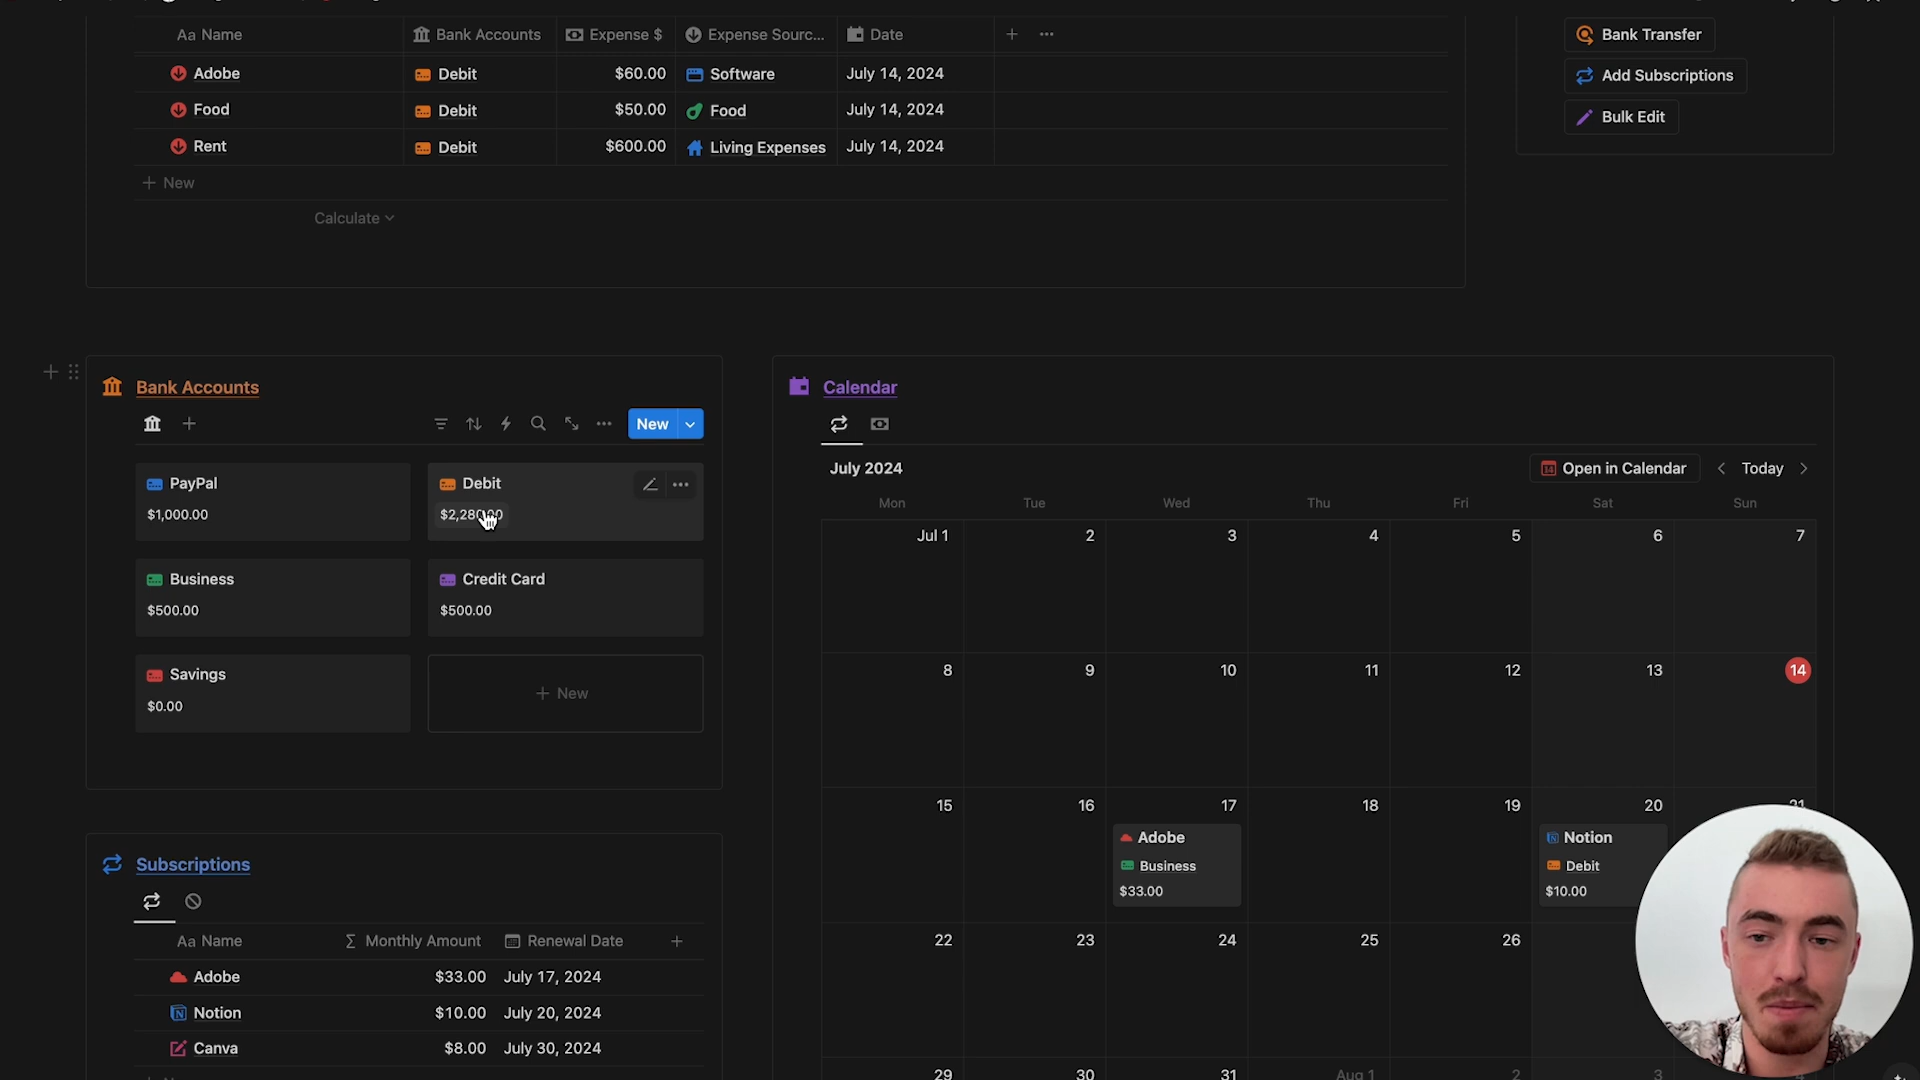 Aa Name Bank Accounts Expense $ Expense Sourc... Date
Adobe Debit $60.00 Software July 14, 2024
Food Debit $50.00 Food July 14, 2024
Rent Debit $600.00 Living Expenses July 14, 2024
New
Calculate
Bank Transfer
Add Subscriptions
Bulk Edit
Bank Accounts
New
PayPal
$1,000.00
Debit
$2,280.00
Business
$500.00
Credit Card
$500.00
Savings
$0.00
New
Subscriptions
Aa Name Monthly Amount Renewal Date
Adobe $33.00 July 17, 2024
Notion $10.00 July 20, 2024
Canva $8.00 July 30, 2024
Calendar
July 2024 14 Open in Calendar Today
Mon Tue Wed Thu Fri Sat Sun
Jul 1 2 3 4 5 6 7
8 9 10 11 12 13 14
15 16 17 18 19 20 21
Adobe
Business
$33.00
Notion
Debit
$10.00
22 23 24 25 26
29 30 31 Aug 1 2 3